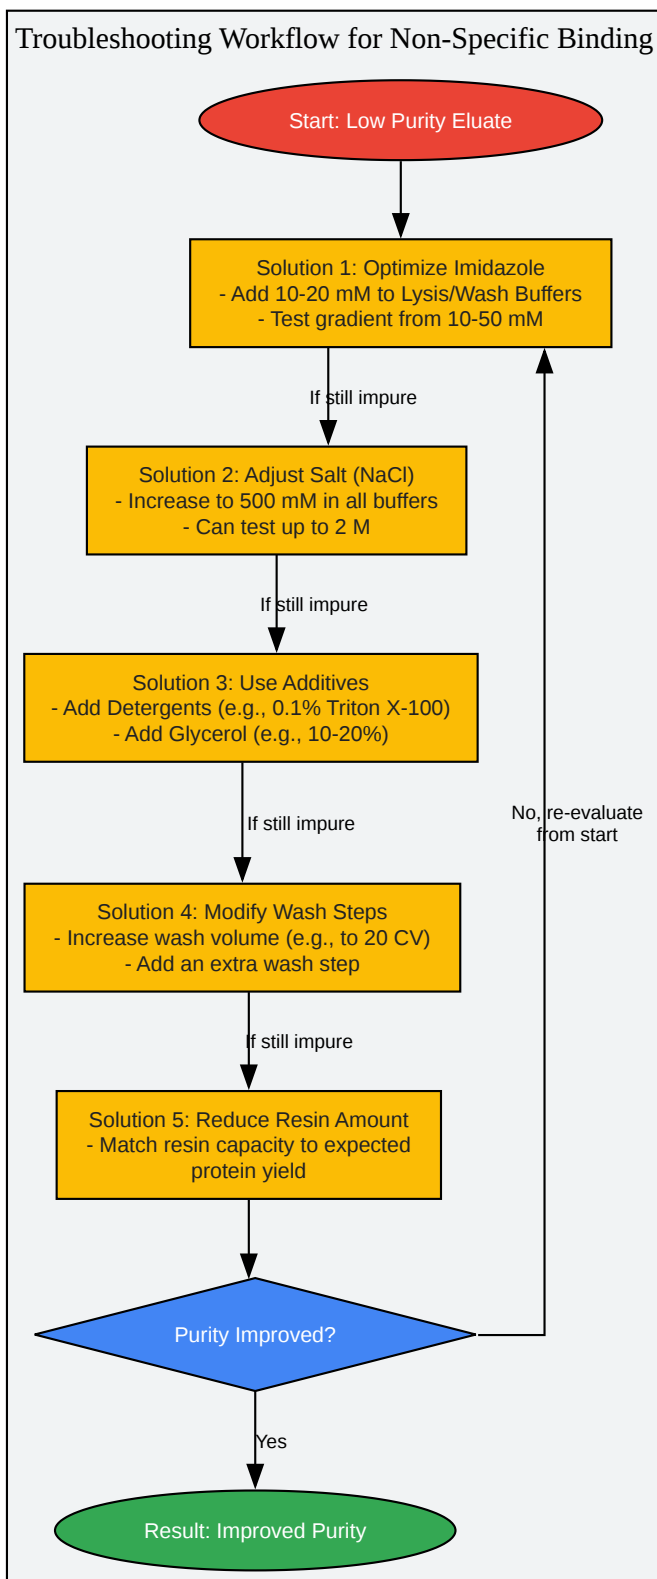 Troubleshooting Workflow for Non-Specific Binding
Start: Low Purity Eluate
Solution 1: Optimize Imidazole
- Add 10-20 mM to Lysis/Wash Buffers
- Test gradient from 10-50 mM
If still impure
Solution 2: Adjust Salt (NaCl)
- Increase to 500 mM in all buffers
- Can test up to 2 M
If still impure
Solution 3: Use Additives
- Add Detergents (e.g., 0.1% Triton X-100)
- Add Glycerol (e.g., 10-20%)
If still impure
No, re-evaluate
from start
Solution 4: Modify Wash Steps
- Increase wash volume (e.g., to 20 CV)
- Add an extra wash step
If still impure
Solution 5: Reduce Resin Amount
- Match resin capacity to expected
protein yield
Purity Improved?
Yes
Result: Improved Purity